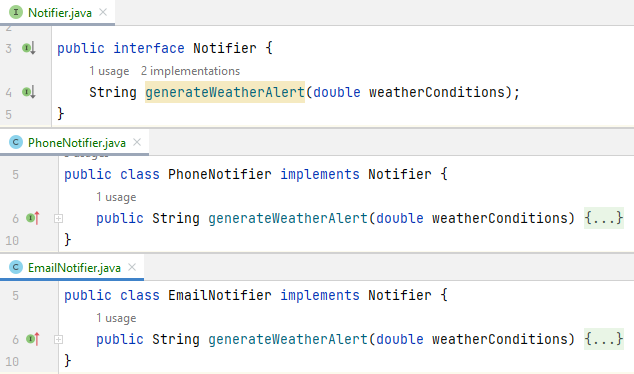 Notifier.java
3 public interface Notifier {
1 usage 2 implementations
4 String generateWeatherAlert(double weatherConditions);
5 }
PhoneNotifier.java
5 public class PhoneNotifier implements Notifier {
1 usage
6 public String generateWeatherAlert(double weatherConditions) {...}
10 }
EmailNotifier.java
5 public class EmailNotifier implements Notifier {
1 usage
6 public String generateWeatherAlert(double weatherConditions) {...}
10 }